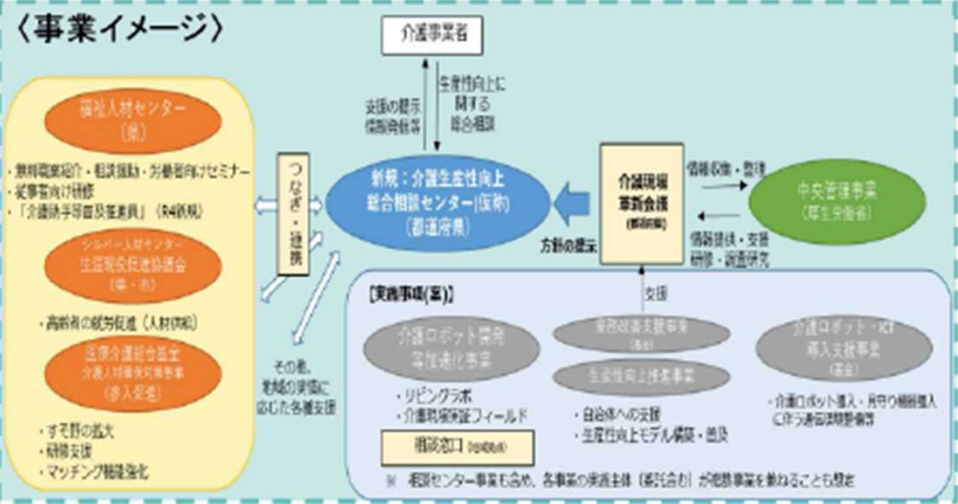 〈事業イメージ〉
介護事業者
支援の提示
情報発信等
生産性向上に
関する
総合相談
福祉人材センター
(県)
・無料職業紹介・相談援助・労働者向けセミナー
・従事者向け研修
・「介護助手等普及推進員」(R4新規)
シルバー人材センター
生涯現役促進協議会
(県・市)
・高齢者の就労促進(人材供給)
医療介護総合基金
介護人材確保対策事業
(参入促進)
・すそ野の拡大
・研修支援
・マッチング機能強化
つなぎ・連携
その他、
地域の実情に
応じた各種支援
新規:介護生産性向上
総合相談センター(仮称)
(都道府県)
方針の提示
介護現場
革新会議
(都道府県)
情報収集・整理
情報提供・支援
研修・調査研究
中央管理事業
(厚生労働省)
支援
【実施事項(案)】
介護ロボット開発
等加速化事業
・リビングラボ
・介護現場実証フィールド
相談窓口
業務改善支援事業
(基金)
生産性向上推進事業
・自治体への支援
・生産性向上モデル構築・普及
介護ロボット・ICT
導入支援事業
(基金)
・介護ロボット導入・見守り機器導入
に伴う通信環境整備等
※ 相談センター事業も含め、各事業の実施主体(委託含む)が複数事業を兼ねることも想定